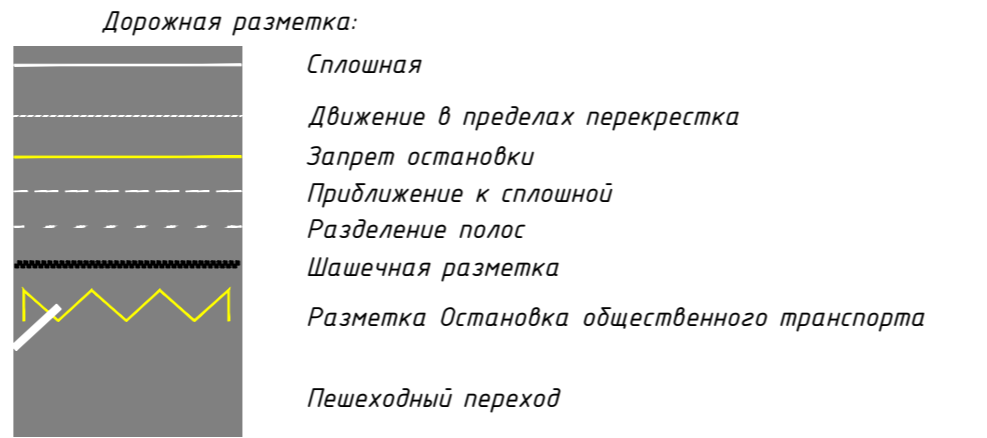 Дорожная разметка:
Сплошная
Движение в пределах перекрестка
Запрет остановки
Приближение к сплошной
Разделение полос
Шашечная разметка
Разметка Остановка общественного транспорта
Пешеходный переход